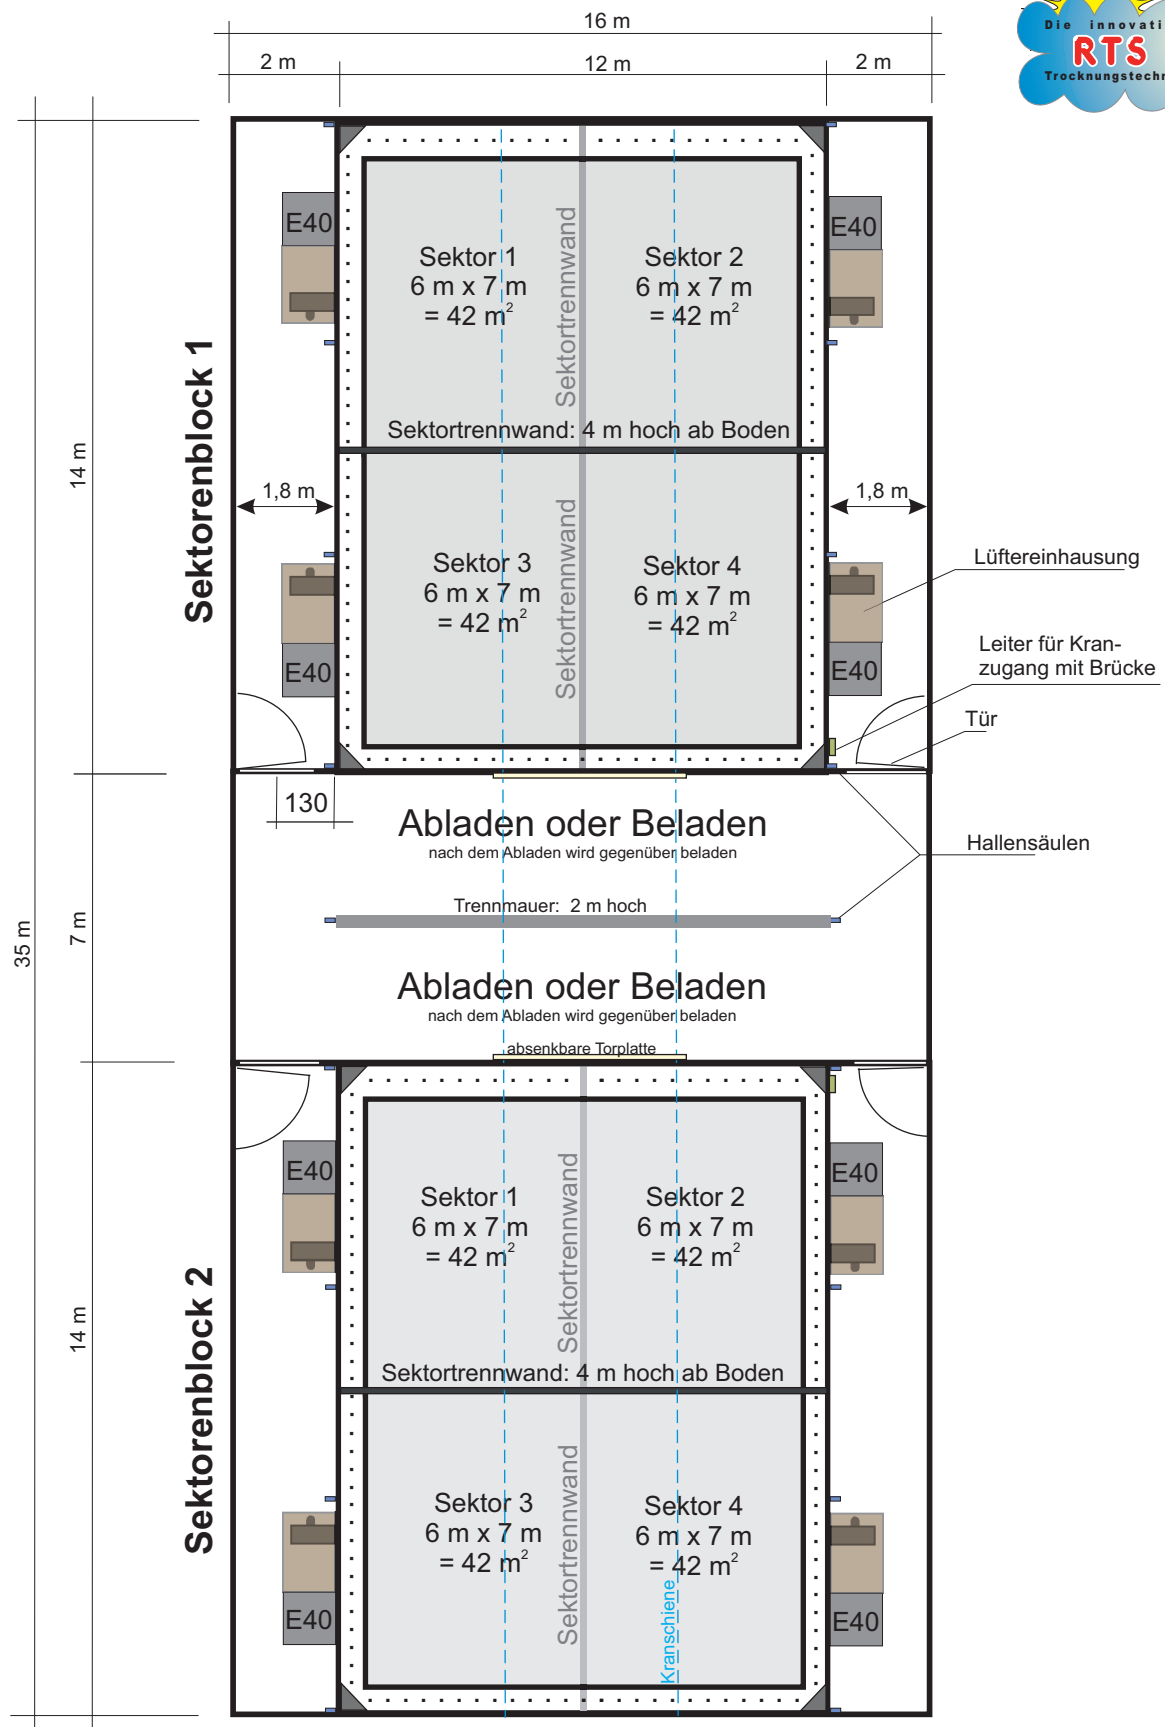 16 m
2 m
12 m
2 m
Die innovati
RTS
Trocknungstechn
Sektorenblock 1
14 m
E40
E40
Sektor 1
6 m x 7 m
= 42 m²
Sektortrennwand
Sektor 2
6 m x 7 m
= 42 m²
Sektortrennwand: 4 m hoch ab Boden
1,8 m
1,8 m
Sektor 3
6 m x 7 m
= 42 m²
Sektortrennwand
Sektor 4
6 m x 7 m
= 42 m²
E40
E40
Lüftereinhausung
Leiter für Kran-
zugang mit Brücke
Tür
130
Abladen oder Beladen
nach dem Abladen wird gegenüber beladen
Hallensäulen
Trennmauer: 2 m hoch
35 m
7 m
Abladen oder Beladen
nach dem Abladen wird gegenüber beladen
absenkbare Torplatte
Sektorenblock 2
14 m
E40
E40
Sektor 1
6 m x 7 m
= 42 m²
Sektortrennwand
Sektor 2
6 m x 7 m
= 42 m²
Sektortrennwand: 4 m hoch ab Boden
Sektor 3
6 m x 7 m
= 42 m²
Sektortrennwand
Sektor 4
6 m x 7 m
= 42 m²
Kranschiene
E40
E40